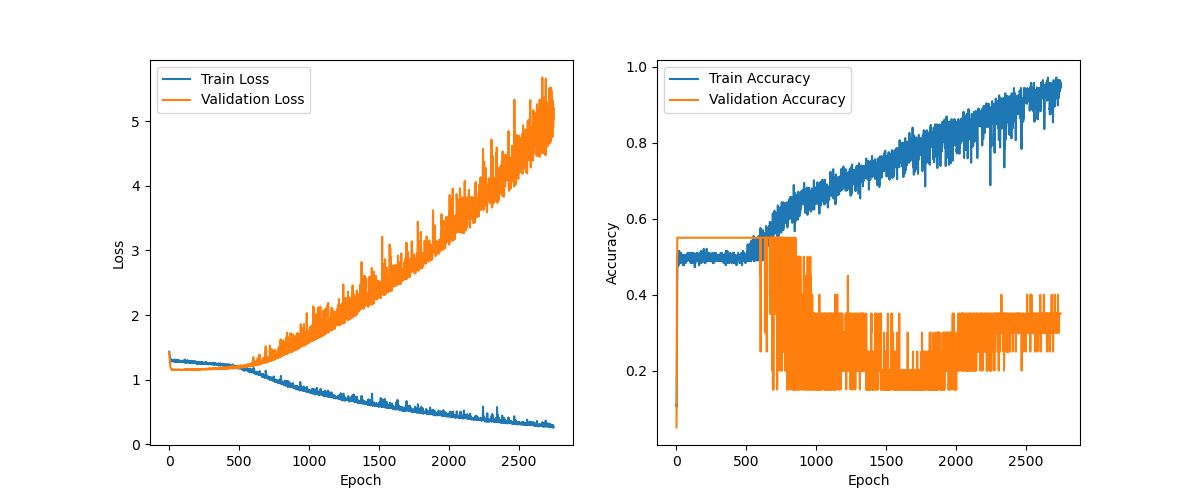 Train Loss
Validation Loss
Loss
5
4
3
2
1
0
0 500 1000 1500 2000 2500
Epoch
Train Accuracy
Validation Accuracy
Accuracy
1.0
0.8
0.6
0.4
0.2
0 500 1000 1500 2000 2500
Epoch